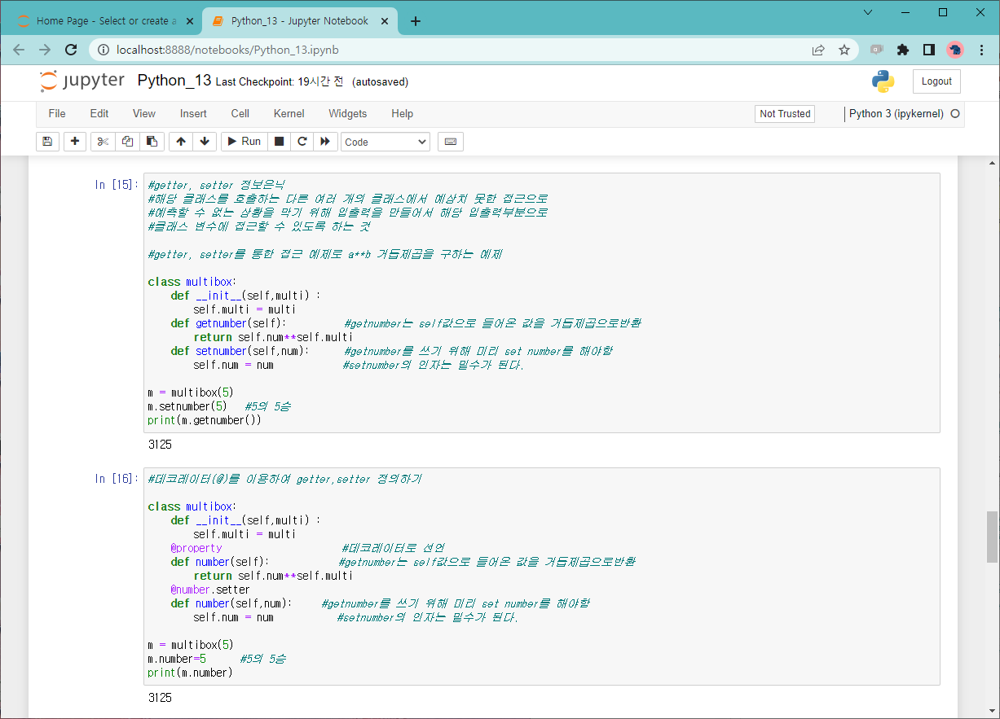 Home Page - Select or create a
Python_13 - Jupyter Notebook
localhost:8888/notebooks/Python_13.ipynb
jupyter Python_13 Last Checkpoint: 19시간 전 (autosaved)
Logout
File Edit View Insert Cell Kernel Widgets Help
Not Trusted
Python 3 (ipykernel)
Run
Code
In [15]:
#getter, setter 정보은닉
#해당 클래스를 호출하는 다른 여러 개의 클래스에서 예상치 못한 접근으로
#예측할 수 없는 상황을 막기 위해 입출력을 만들어서 해당 입출력부분으로
#클래스 변수에 접근할 수 있도록 하는 것
#getter, setter를 통한 접근 예제로 a**b 거듭제곱을 구하는 예제
class multibox:
def __init__(self,multi) :
self.multi = multi
def getnumber(self): #getnumber는 self값으로 들어온 값을 거듭제곱으로반환
return self.num**self.multi
def setnumber(self,num): #getnumber를 쓰기 위해 미리 set number를 해야함
self.num = num #setnumber의 인자는 밑수가 된다.
m = multibox(5)
m.setnumber(5) #5의 5승
print(m.getnumber())
3125
In [16]:
#데코레이터(@)를 이용하여 getter,setter 정의하기
class multibox:
def __init__(self,multi) :
self.multi = multi
@property #데코레이터로 선언
def number(self): #getnumber는 self값으로 들어온 값을 거듭제곱으로반환
return self.num**self.multi
@number.setter
def number(self,num): #getnumber를 쓰기 위해 미리 set number를 해야함
self.num = num #setnumber의 인자는 밑수가 된다.
m = multibox(5)
m.number=5 #5의 5승
print(m.number)
3125